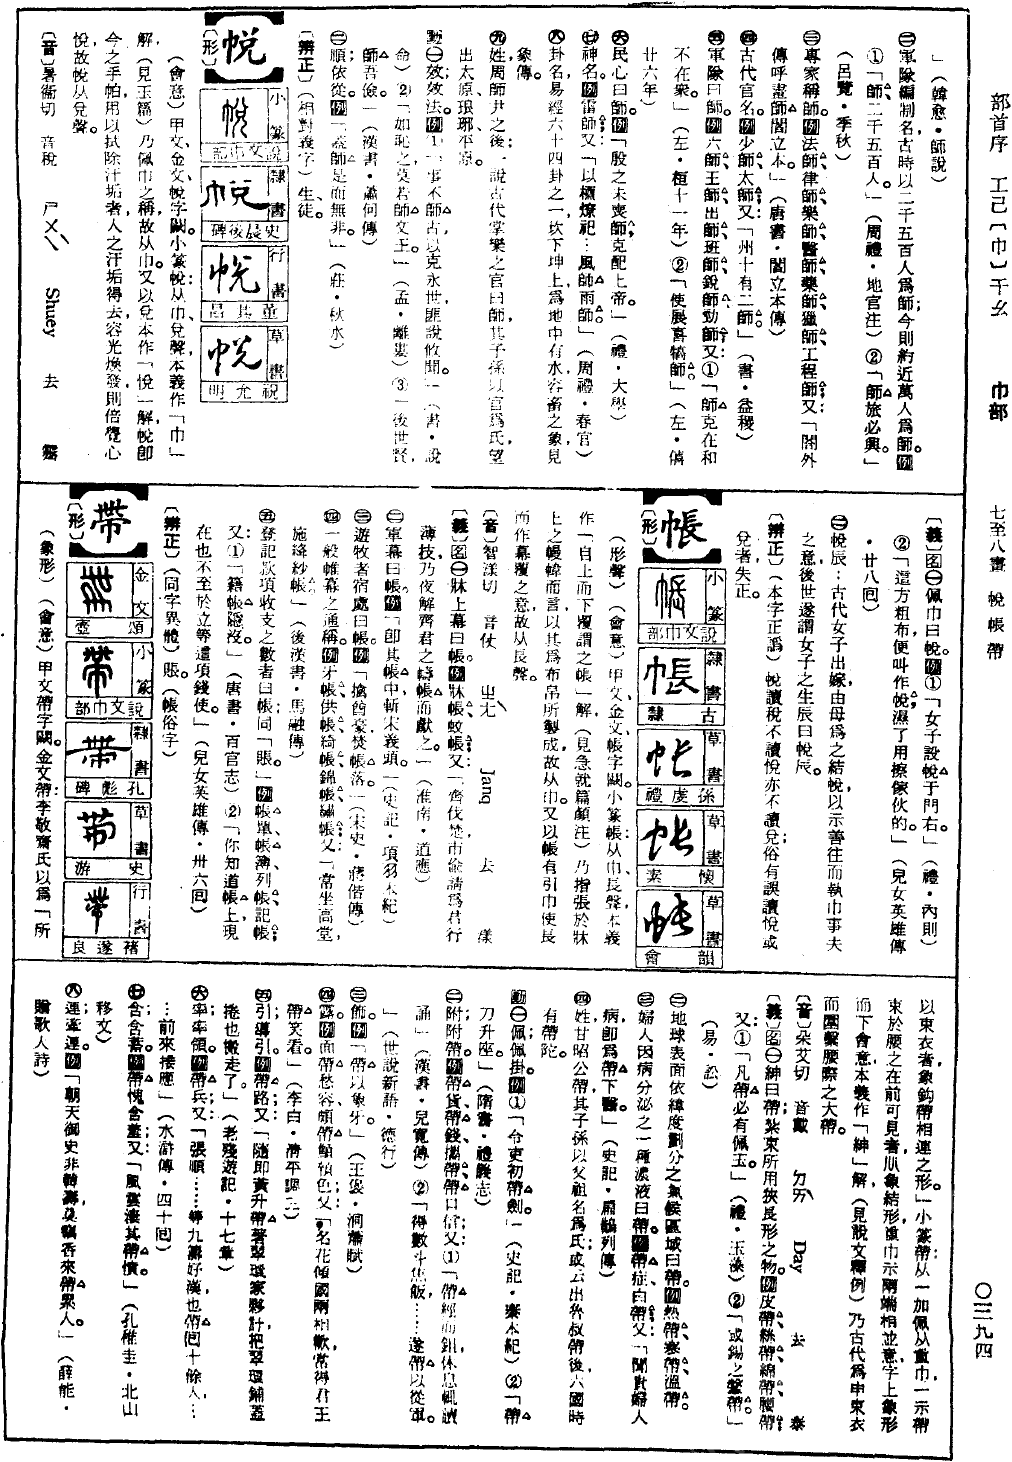 部首序 工己〔巾〕干幺 巾部 七至八畫 帨帳帶 〇三九四
」（韓愈・師說）
㊁軍隊編制名古時以二千五百人爲師；今則約近萬人爲師。例
①「師二千五百人。」（周禮・地官注）②「師旅必興。」
（呂覽・季秋）
㊂專家稱師。例法師、律師、樂師、醫師、藥師、獵師、工程師。又「閣外
傳呼畫師閻立本。」（唐書・閻立本傳）
㊃古代官名。例少師、太師；又「州十有二師。」（書・益稷）
㊄軍隊曰師。例六師、王師、出師、班師、銳師、勁師；又①「師克在和
不在衆。」（左・桓十一年）②「使展喜犒師。」（左・僖
廿六年）
㊅民心曰師。例「殷之未喪師，克配上帝。」（禮・大學）
㊆神名。例雷師；又「以槱燎祀…風師、雨師。」（周禮・春官）
㊇卦名易經六十四卦之一，坎下坤上，爲地中有水容畜之象見
象傳。
㊈姓周師尹之後；一說古代掌樂之官曰師其子孫以官爲氏，望
出太原、琅琊、平原。
動㊀效；效法。例①「事不師古，以克永世，匪說攸聞。」（書・說
命）②「如恥之，莫若師文王。」（孟・離婁）③「後世賢，
師吾儉。」（漢書・蕭何傳）
㊁順；依從。例「蓋師是而無非。」（莊・秋水）
〔辨正〕（相對義字）生、徒。
帨
〔形〕
小篆 說文巾部
隸書 史晨後碑
行書 董其昌
草書 祝允明
（會意）甲文、金文、帨字闕。小篆帨：从巾、兌聲，本義作「巾」
解，（見玉篇）乃佩巾之稱，故从巾。又以兌本作「悅」解，帨卽
今之手帕，用以拭除汗垢者，人之汗垢得去，容光煥發，則倍覺心
悅，故帨从兌聲。
〔音〕暑衛切 音稅 ㄕㄨㄟˋ Shuey 去 霽
〔義〕名㊀佩巾曰帨。例①「女子設帨于門右。」（禮・內則）
②「這方粗布，便叫作帨，濕了用擦傢伙的。」（兒女英雄傳
・廿八回）
㊁帨辰：古代女子出嫁，由母爲之結帨，以示善往而執巾事夫
之意，後世遂謂女子之生辰曰帨辰。
〔辨正〕（本字正譌）帨讀稅不讀悅，亦不讀兌；俗有誤讀悅或
兌者，失正。
帳
〔形〕
小篆 說文巾部
隸書 古隸
草書 孫虔禮
草書 懷素
草書 韻會
（形聲）（會意）甲文、金文、帳字闕。小篆帳：从巾、長聲，本義
作「自上而下覆謂之帳」解，（見急就篇顏注）乃指張於牀
上之幔幃而言，以其爲布帛所製成，故从巾。又以帳有引巾使長
而作幕覆之意，故从長聲。
〔音〕智漾切 音仗 ㄓㄤˋ Janq 去 漾
〔義〕名㊀牀上幕曰帳。例牀帳、蚊帳；又「齊伐楚，市偷請爲君行
薄技，乃夜解齊君之幬帳而獻之。」（淮南・道應）
㊁軍幕曰帳。例「卽其帳中斬宋義頭。」（史記・項羽本紀）
㊂遊牧者宿處曰帳。例「擒酋豪，焚帳落。」（宋史・蔣偕傳）
㊃一般帷幕之通稱。例牙帳、供帳、綺帳、錦帳、繡帳；又「常坐高堂，
施絳紗帳。」（後漢書・馬融傳）
㊄登記款項收支之數者曰帳；同「賬。」例帳單、帳簿、列帳、記帳；
又：①「籍帳隱沒。」（唐書・百官志）②「你知道帳上現
在也不至於立等這項錢使。」（兒女英雄傳・卅六回）
〔辨正〕（同字異體）賬。（帳俗字）
帶
〔形〕
金文 頌壺
小篆 說文巾部
隸書 孔彪碑
草書 史游
行書 褚遂良
（象形）（會意）甲文帶字闕。金文帶：李敬齋氏以爲「所
以束衣者，象鈎帶相連之形。」小篆帶：从一加佩从重巾，一示帶
束於腰之在前可見者，象結形，重巾示兩端相並意，字上象形
而下會意，本義作「紳」解，（見說文釋例）乃古代爲申束衣
而圍繫腰際之大帶。
〔音〕朵艾切 音戴 ㄉㄞˋ Day 去 泰
〔義〕名㊀紳曰帶，紮束所用狹長形之物。例皮帶、絲帶、綿帶、腰帶；
又：①「凡帶必有佩玉。」（禮・玉藻）②「或錫之鞶帶。」
（易・訟）
㊁地球表面依緯度劃分之氣候區域曰帶。例熱帶、寒帶、溫帶。
㊂婦人因病分泌之一種濃液曰帶。例帶症、白帶；又「聞貴婦人
病，卽爲帶下醫。」（史記・扁鵲列傳）
㊃姓甘昭公帶，其子孫以父祖名爲氏；或云出魯叔帶後；六國時
有帶陀。
動㊀佩；佩掛。例①「令吏初帶劍。」（史記・秦本紀）②「帶
刀升座。」（隋書・禮儀志）
㊁附；附帶。例帶貨、帶錢、攜帶、帶口信；又：①「帶經而鉏，休息輒讀
誦。」（漢書・兒寬傳）②「得數斗焦飯……遂帶以從軍。
」（世說新語・德行）
㊂飾。例「帶以象牙。」（王褒・洞簫賦）
㊃露。例面帶愁容、頗帶飢色；又「名花傾國兩相歡，常得君王
帶笑看。」（李白・清平調）
㊄引導；引。例帶路；又「隨卽黃升帶著翠環家夥計，把翠環鋪蓋
捲也搬走了。」（老殘遊記・十七章）
㊅率；率領。例帶兵；又「張順……等九籌好漢，也帶回十餘人…
…前來接應。」（水滸傳・四十回）
㊆含；含蓄。例帶愧、含羞；又「風雲悽其帶憤。」（孔稚圭・北山
移文）
㊇連；牽連。例「朝天御史非韓壽，莫竊香來帶累人。」（薛能・
贈歌人詩）